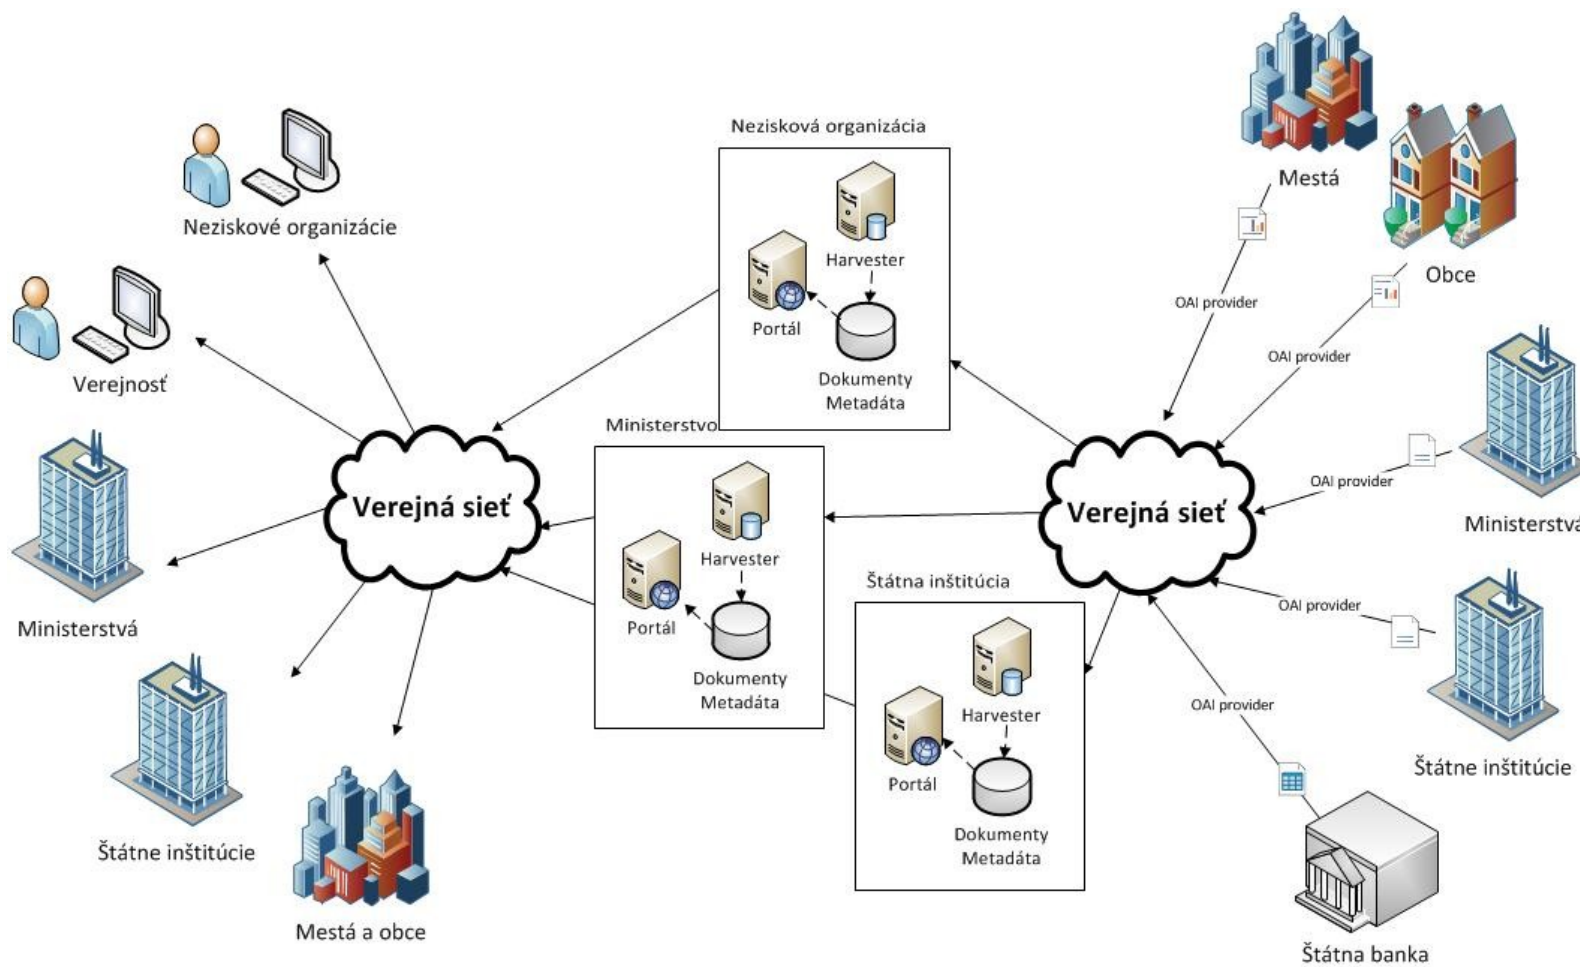 Neziskové organizácie
Verejnosť
Ministerstvá
Štátne inštitúcie
Mestá a obce
Verejná sieť
Nezisková organizácia
Harvester
Portál
Dokumenty
Metadáta
Ministerstvo
Harvester
Portál
Dokumenty
Metadáta
Štátna inštitúcia
Harvester
Portál
Dokumenty
Metadáta
Verejná sieť
Mestá
OAI provider
Obce
OAI provider
OAI provider
Ministerstvá
OAI provider
Štátne inštitúcie
OAI provider
Štátna banka